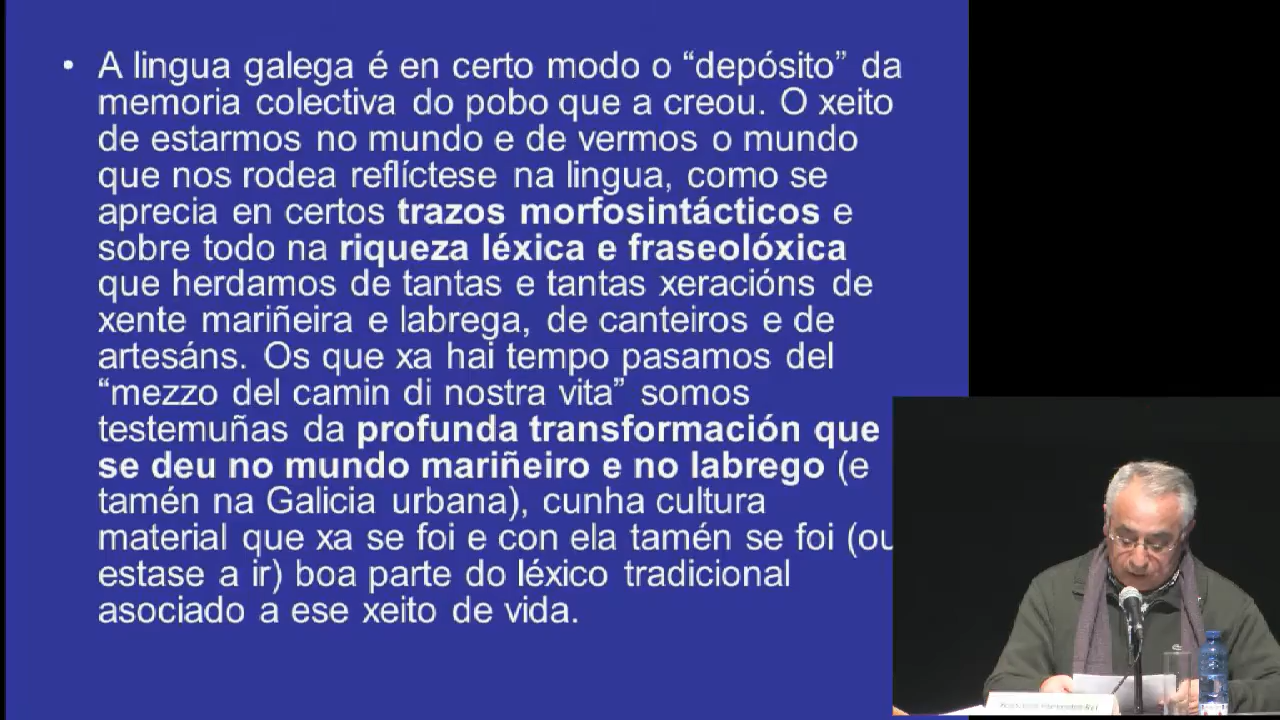 • A lingua galega é en certo modo o “depósito” da
memoria colectiva do pobo que a creou. O xeito
de estarmos no mundo e de vermos o mundo
que nos rodea reflíctese na lingua, como se
aprecia en certos trazos morfosintácticos e
sobre todo na riqueza léxica e fraseolóxica
que herdamos de tantas e tantas xeracións de
xente mariñeira e labrega, de canteiros e de
artesáns. Os que xa hai tempo pasamos del
“mezzo del camin di nostra vita” somos
testemuñas da profunda transformación que
se deu no mundo mariñeiro e no labrego (e
tamén na Galicia urbana), cunha cultura
material que xa se foi e con ela tamén se foi (ou
estase a ir) boa parte do léxico tradicional
asociado a ese xeito de vida.